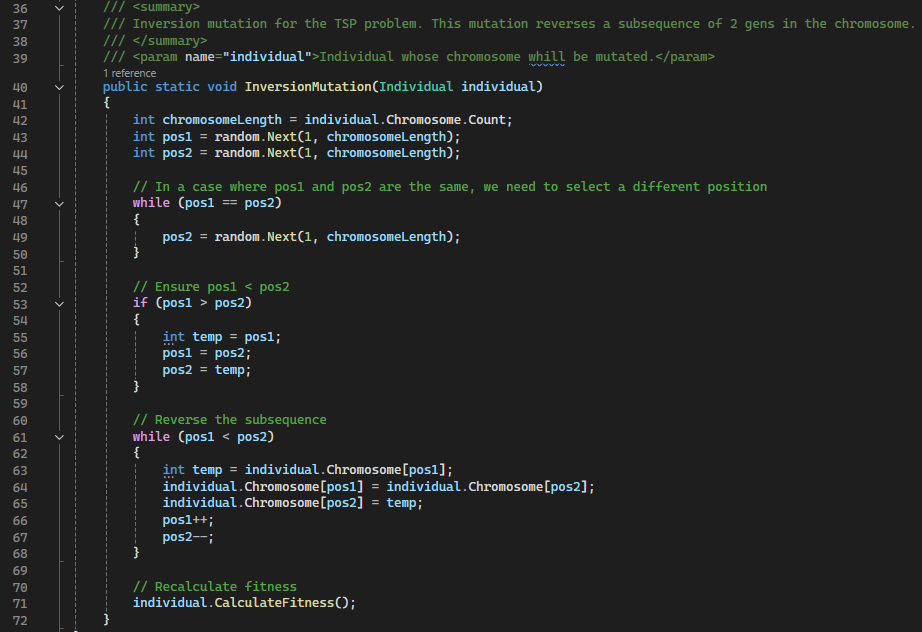 36 /// <summary>
37 /// Inversion mutation for the TSP problem. This mutation reverses a subsequence of 2 gens in the chromosome.
38 /// </summary>
39 /// <param name="individual">Individual whose chromosome whill be mutated.</param>
1 reference
40 public static void InversionMutation(Individual individual)
41 {
42 int chromosomeLength = individual.Chromosome.Count;
43 int pos1 = random.Next(1, chromosomeLength);
44 int pos2 = random.Next(1, chromosomeLength);
45
46 // In a case where pos1 and pos2 are the same, we need to select a different position
47 while (pos1 == pos2)
48 {
49 pos2 = random.Next(1, chromosomeLength);
50 }
51
52 // Ensure pos1 < pos2
53 if (pos1 > pos2)
54 {
55 int temp = pos1;
56 pos1 = pos2;
57 pos2 = temp;
58 }
59
60 // Reverse the subsequence
61 while (pos1 < pos2)
62 {
63 int temp = individual.Chromosome[pos1];
64 individual.Chromosome[pos1] = individual.Chromosome[pos2];
65 individual.Chromosome[pos2] = temp;
66 pos1++;
67 pos2--;
68 }
69
70 // Recalculate fitness
71 individual.CalculateFitness();
72 }